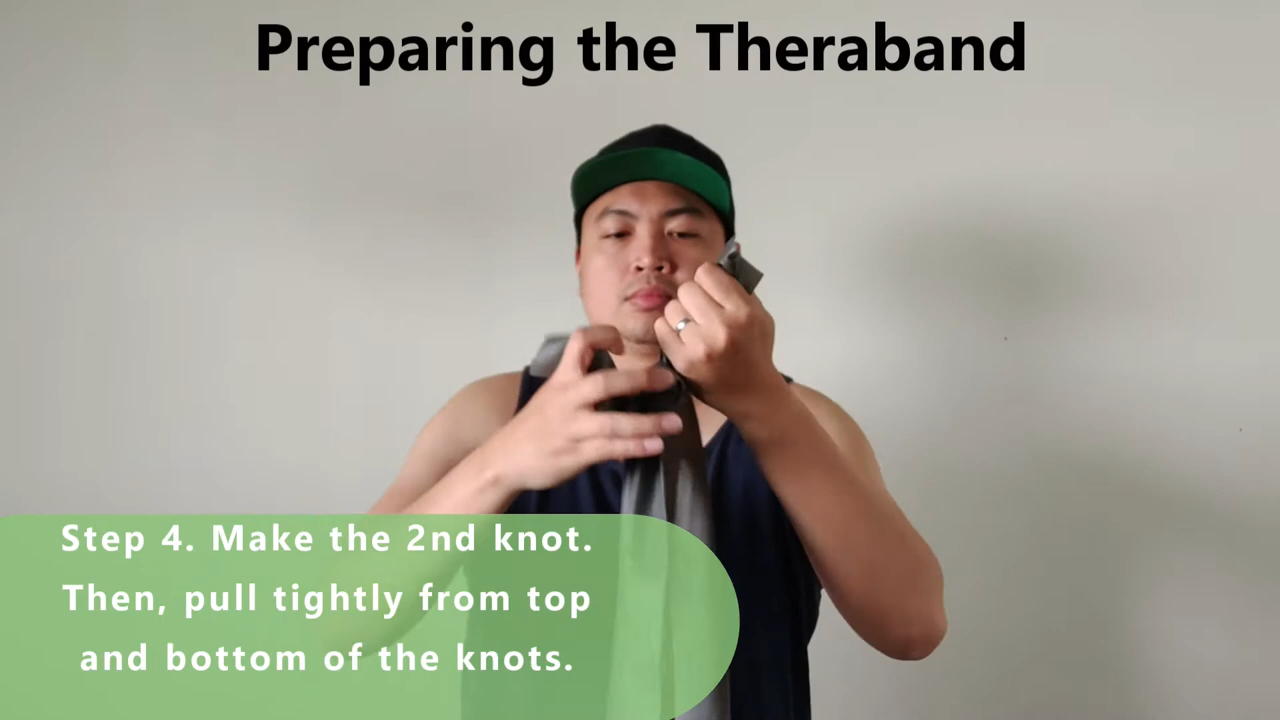 Preparing the Theraband
Step 4. Make the 2nd knot.
Then, pull tightly from top
and bottom of the knots.